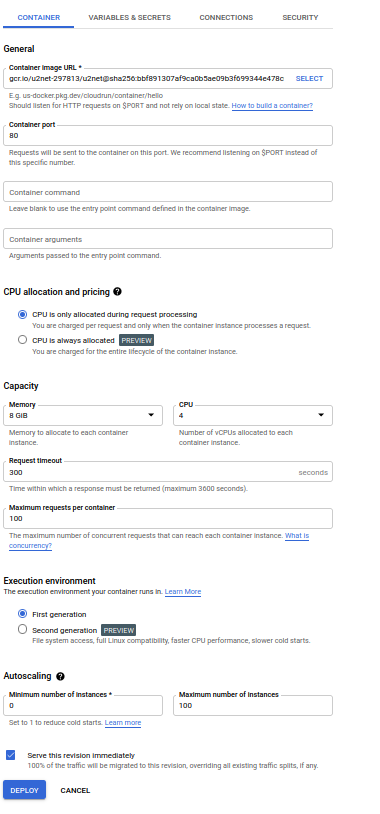 CONTAINER VARIABLES & SECRETS CONNECTIONS SECURITY
General
Container image URL *
gcr.io/u2net-297813/u2net@sha256:bbf891307af9ca0b5ae09b3f699344e478c SELECT
E.g. us-docker.pkg.dev/cloudrun/container/hello
Should listen for HTTP requests on $PORT and not rely on local state. How to build a container?
Container port
80
Requests will be sent to the container on this port. We recommend listening on $PORT instead of
this specific number.
Container command
Leave blank to use the entry point command defined in the container image.
Container arguments
Arguments passed to the entry point command.
CPU allocation and pricing ?
CPU is only allocated during request processing
You are charged per request and only when the container instance processes a request.
CPU is always allocated PREVIEW
You are charged for the entire lifecycle of the container instance.
Capacity
Memory CPU
8 GiB 4
Memory to allocate to each container Number of vCPUs allocated to each
instance. container instance.
Request timeout
300 seconds
Time within which a response must be returned (maximum 3600 seconds).
Maximum requests per container
100
The maximum number of concurrent requests that can reach each container instance. What is
concurrency?
Execution environment
The execution environment your container runs in. Learn More
First generation
Second generation PREVIEW
File system access, full Linux compatibility, faster CPU performance, slower cold starts.
Autoscaling ?
Minimum number of instances * Maximum number of instances
0 100
Set to 1 to reduce cold starts. Learn more
Serve this revision immediately
100% of the traffic will be migrated to this revision, overriding all existing traffic splits, if any.
DEPLOY CANCEL